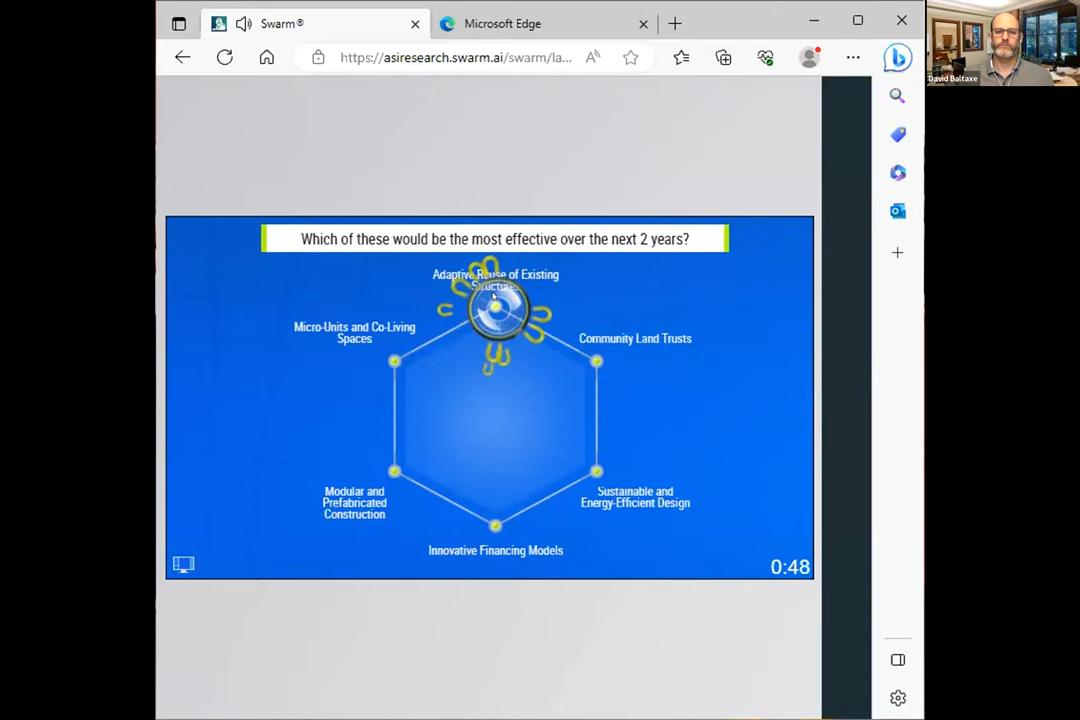 Swarm®
Microsoft Edge
https://asiresearch.swarm.ai/swarm/la...
David Baltaxe
Which of these would be the most effective over the next 2 years?
Adaptive Reuse of Existing
Structures
Micro-Units and Co-Living
Spaces
Community Land Trusts
Modular and
Prefabricated
Construction
Sustainable and
Energy-Efficient Design
Innovative Financing Models
0:48